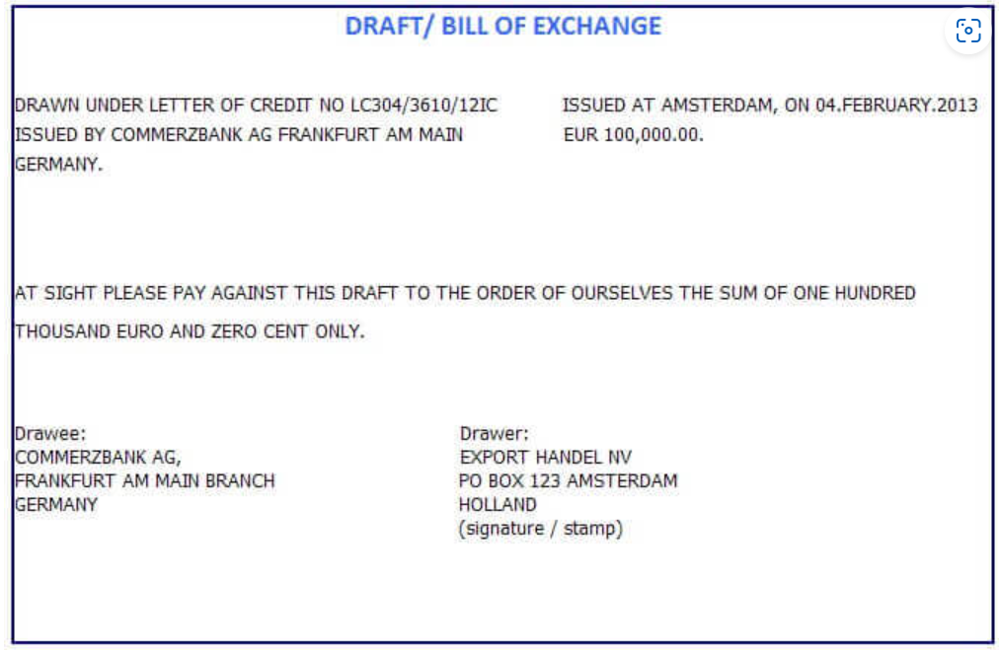 DRAFT/ BILL OF EXCHANGE
DRAWN UNDER LETTER OF CREDIT NO LC304/3610/12IC
ISSUED BY COMMERZBANK AG FRANKFURT AM MAIN
GERMANY.
ISSUED AT AMSTERDAM, ON 04.FEBRUARY.2013
EUR 100,000.00.
AT SIGHT PLEASE PAY AGAINST THIS DRAFT TO THE ORDER OF OURSELVES THE SUM OF ONE HUNDRED
THOUSAND EURO AND ZERO CENT ONLY.
Drawee:
COMMERZBANK AG,
FRANKFURT AM MAIN BRANCH
GERMANY
Drawer:
EXPORT HANDEL NV
PO BOX 123 AMSTERDAM
HOLLAND
(signature / stamp)